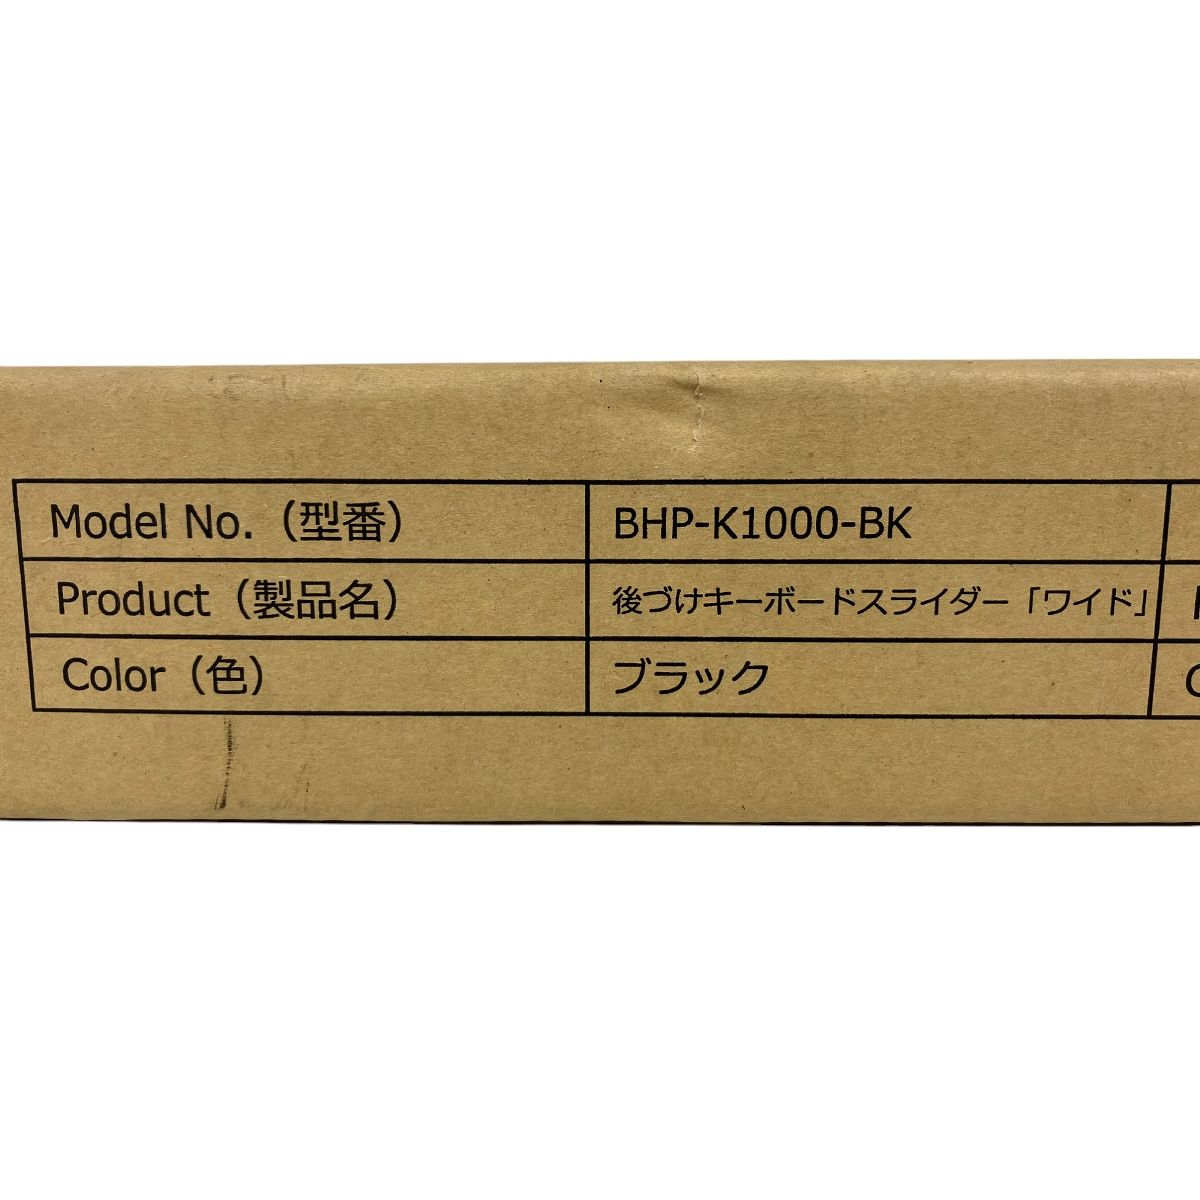 Model No.（型番） BHP-K1000-BK
Product（製品名） 後づけキーボードスライダー「ワイド」
Color（色） ブラック